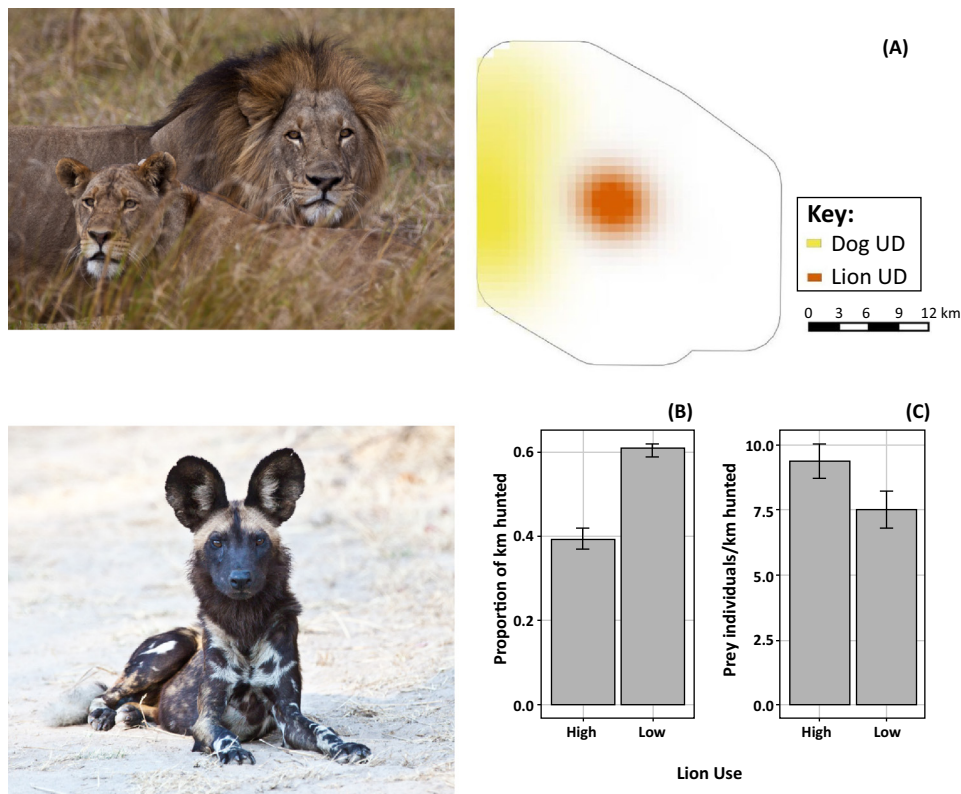 (A)
Key:
Dog UD
Lion UD
0 3 6 9 12 km
(B)
Proportion of km hunted
0.6
0.4
0.2
0.0
High Low
(C)
Prey individuals/km hunted
10.0
7.5
5.0
2.5
0.0
High Low
Lion Use